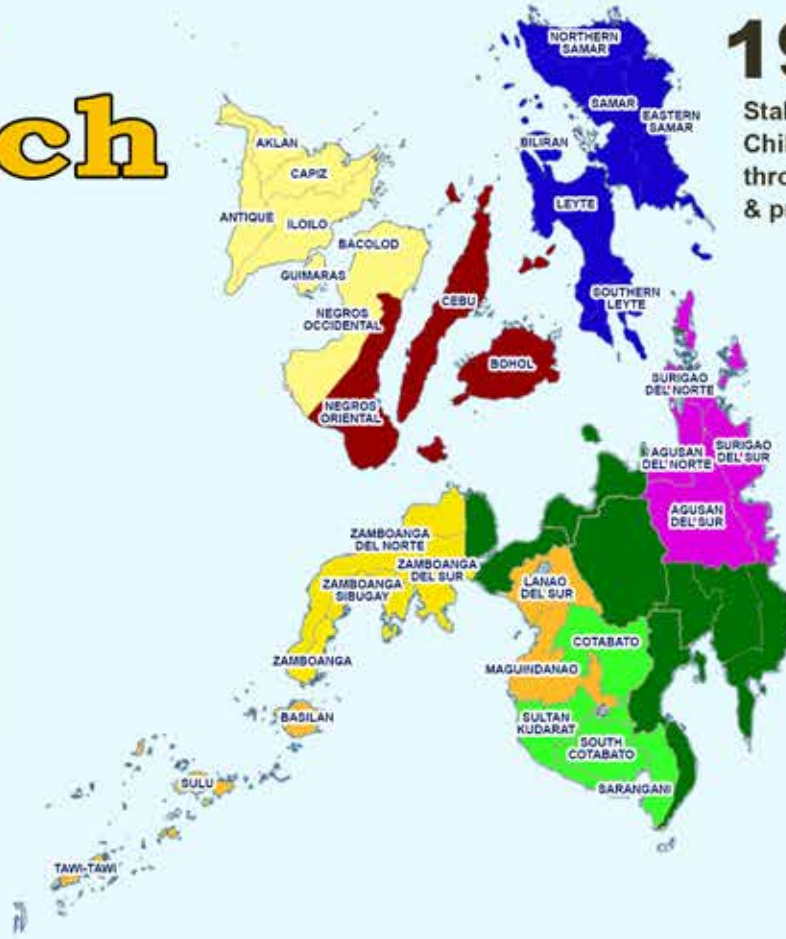 ch
19
Stal
Chil
thro
& pr
NORTHERN
SAMAR
SAMAR
EASTERN
SAMAR
BILIRAN
LEYTE
SOUTHERN
LEYTE
AKLAN
CAPIZ
ANTIQUE
ILOILO
BACOLOD
GUIMARAS
NEGROS
OCCIDENTAL
CEBU
BOHOL
NEGROS
ORIENTAL
SURIGAO
DEL NORTE
AGUSAN
DEL NORTE
SURIGAO
DEL SUR
AGUSAN
DEL SUR
ZAMBOANGA
DEL NORTE
ZAMBOANGA
DEL SUR
ZAMBOANGA
SIBUGAY
ZAMBOANGA
LANAO
DEL SUR
COTABATO
MAGUINDANAO
SULTAN
KUDARAT
SOUTH
COTABATO
SARANGANI
BASILAN
SULU
TAWI-TAWI